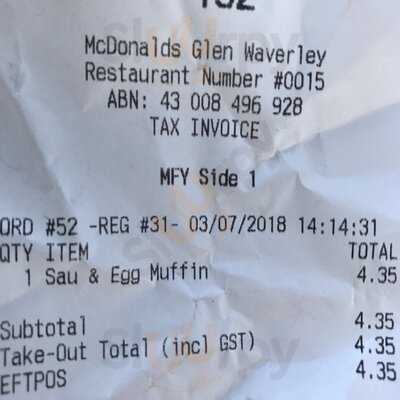 McDonalds Glen Waverley
Restaurant Number #0015
ABN: 43 008 496 928
TAX INVOICE
MFY Side 1
ORD #52 -REG #31- 03/07/2018 14:14:31
QTY ITEM TOTAL
1 Sau & Egg Muffin 4.35
Subtotal 4.35
Take-Out Total (incl GST) 4.35
EFTPOS 4.35